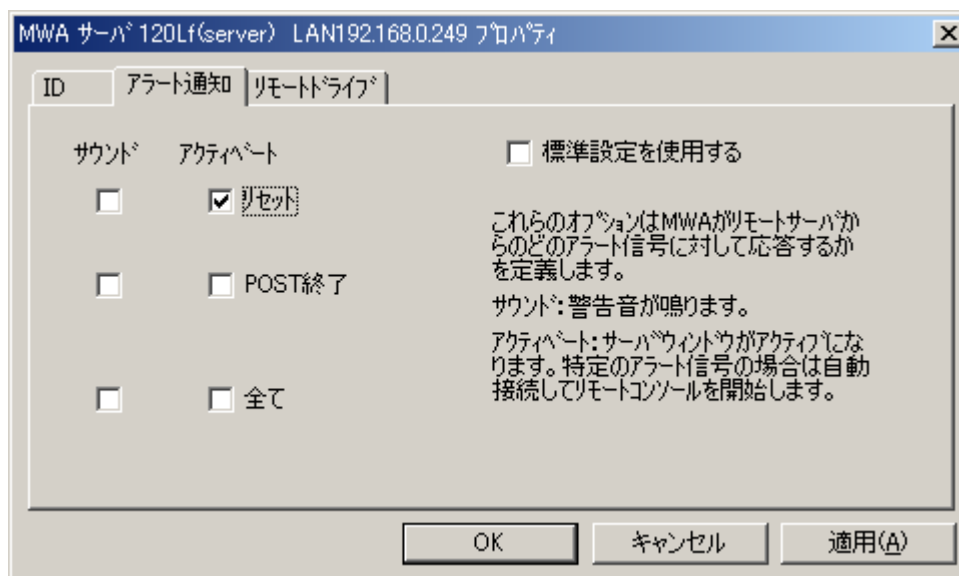 MWA サーバ 120Lf(server) LAN192.168.0.249 プロパティ
ID アラート通知 リモートドライブ
サウンド アクティベート
標準設定を使用する
リセット
POST終了
全て
これらのオプションはMWAがリモートサーバか
らのどのアラート信号に対して応答するか
を定義します。
サウンド:警告音が鳴ります。
アクティベート:サーバウィンドウがアクティブにな
ります。特定のアラート信号の場合は自動
接続してリモートコンソールを開始します。
OK キャンセル 適用(A)